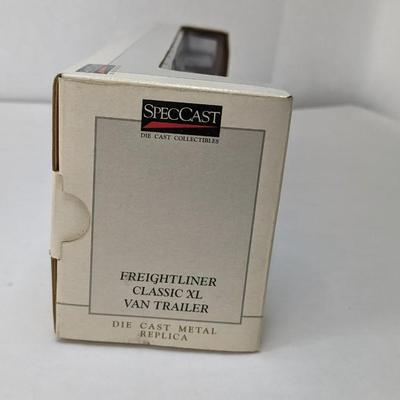 SPECCAST
DIE CAST COLLECTIBLES
FREIGHTLINER
CLASSIC XL
VAN TRAILER
DIE CAST METAL
REPLICA